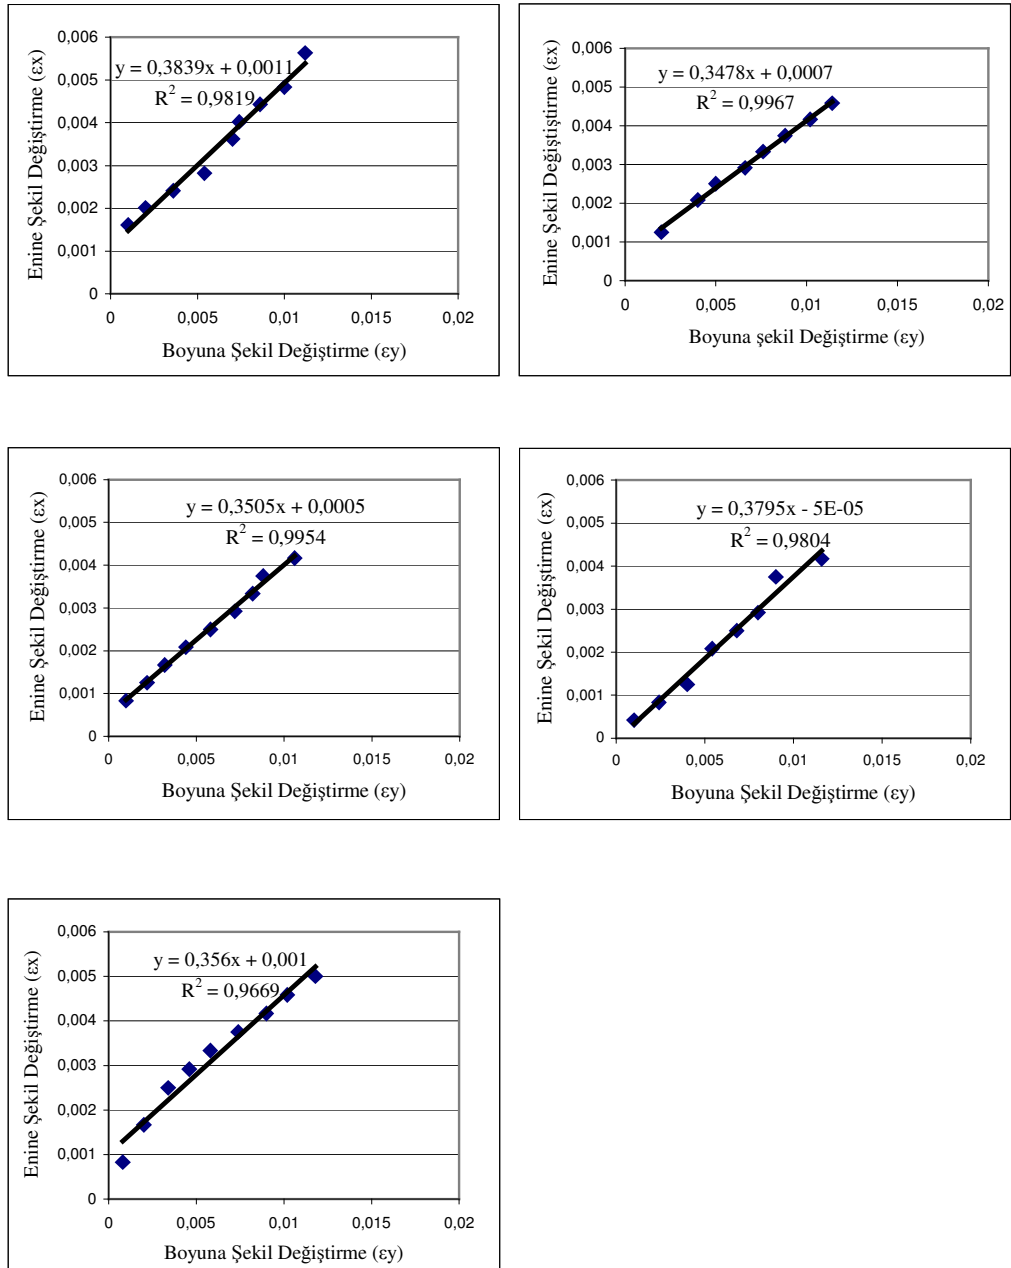 0,006
y = 0,3839x + 0,0011
R² = 0,9819
0,005
0,004
0,003
0,002
0,001
0
0 0,005 0,01 0,015 0,02
Enine Şekil Değiştirme (εx)
Boyuna Şekil Değiştirme (εy)
0,006
y = 0,3478x + 0,0007
R² = 0,9967
0,005
0,004
0,003
0,002
0,001
0
0 0,005 0,01 0,015 0,02
Enine Şekil Değiştiştirme (εx)
Boyuna şekil Değiştirme (εy)
0,006
y = 0,3505x + 0,0005
R² = 0,9954
0,005
0,004
0,003
0,002
0,001
0
0 0,005 0,01 0,015 0,02
Enine Şekil Değiştirme (εx)
Boyuna Şekil Değiştirme (εy)
0,006
y = 0,3795x - 5E-05
R² = 0,9804
0,005
0,004
0,003
0,002
0,001
0
0 0,005 0,01 0,015 0,02
Enine Şekil Değiştirme (εx)
Boyuna Şekil Değiştirme (εy)
0,006
y = 0,356x + 0,001
R² = 0,9669
0,005
0,004
0,003
0,002
0,001
0
0 0,005 0,01 0,015 0,02
Enine Şekil Değiştirme (εx)
Boyuna Şekil Değiştirme (εy)